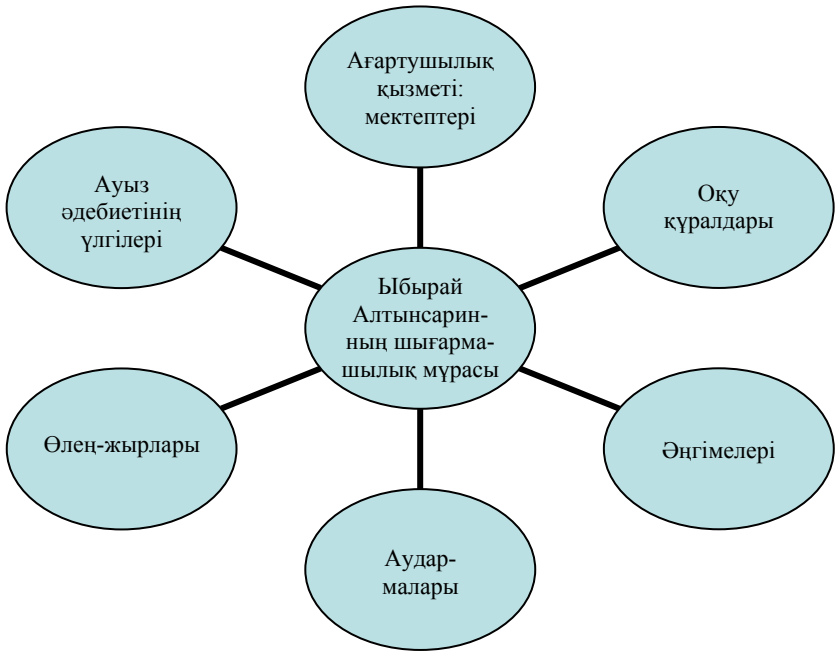 Ағартушылық
қызметі:
мектептері
Ауыз
әдебиетінің
үлгілері
Оқу
құралдары
Ыбырай
Алтынсарин-
ның шығарма-
шылық мұрасы
Өлең-жырлары
Әңгімелері
Аудар-
малары